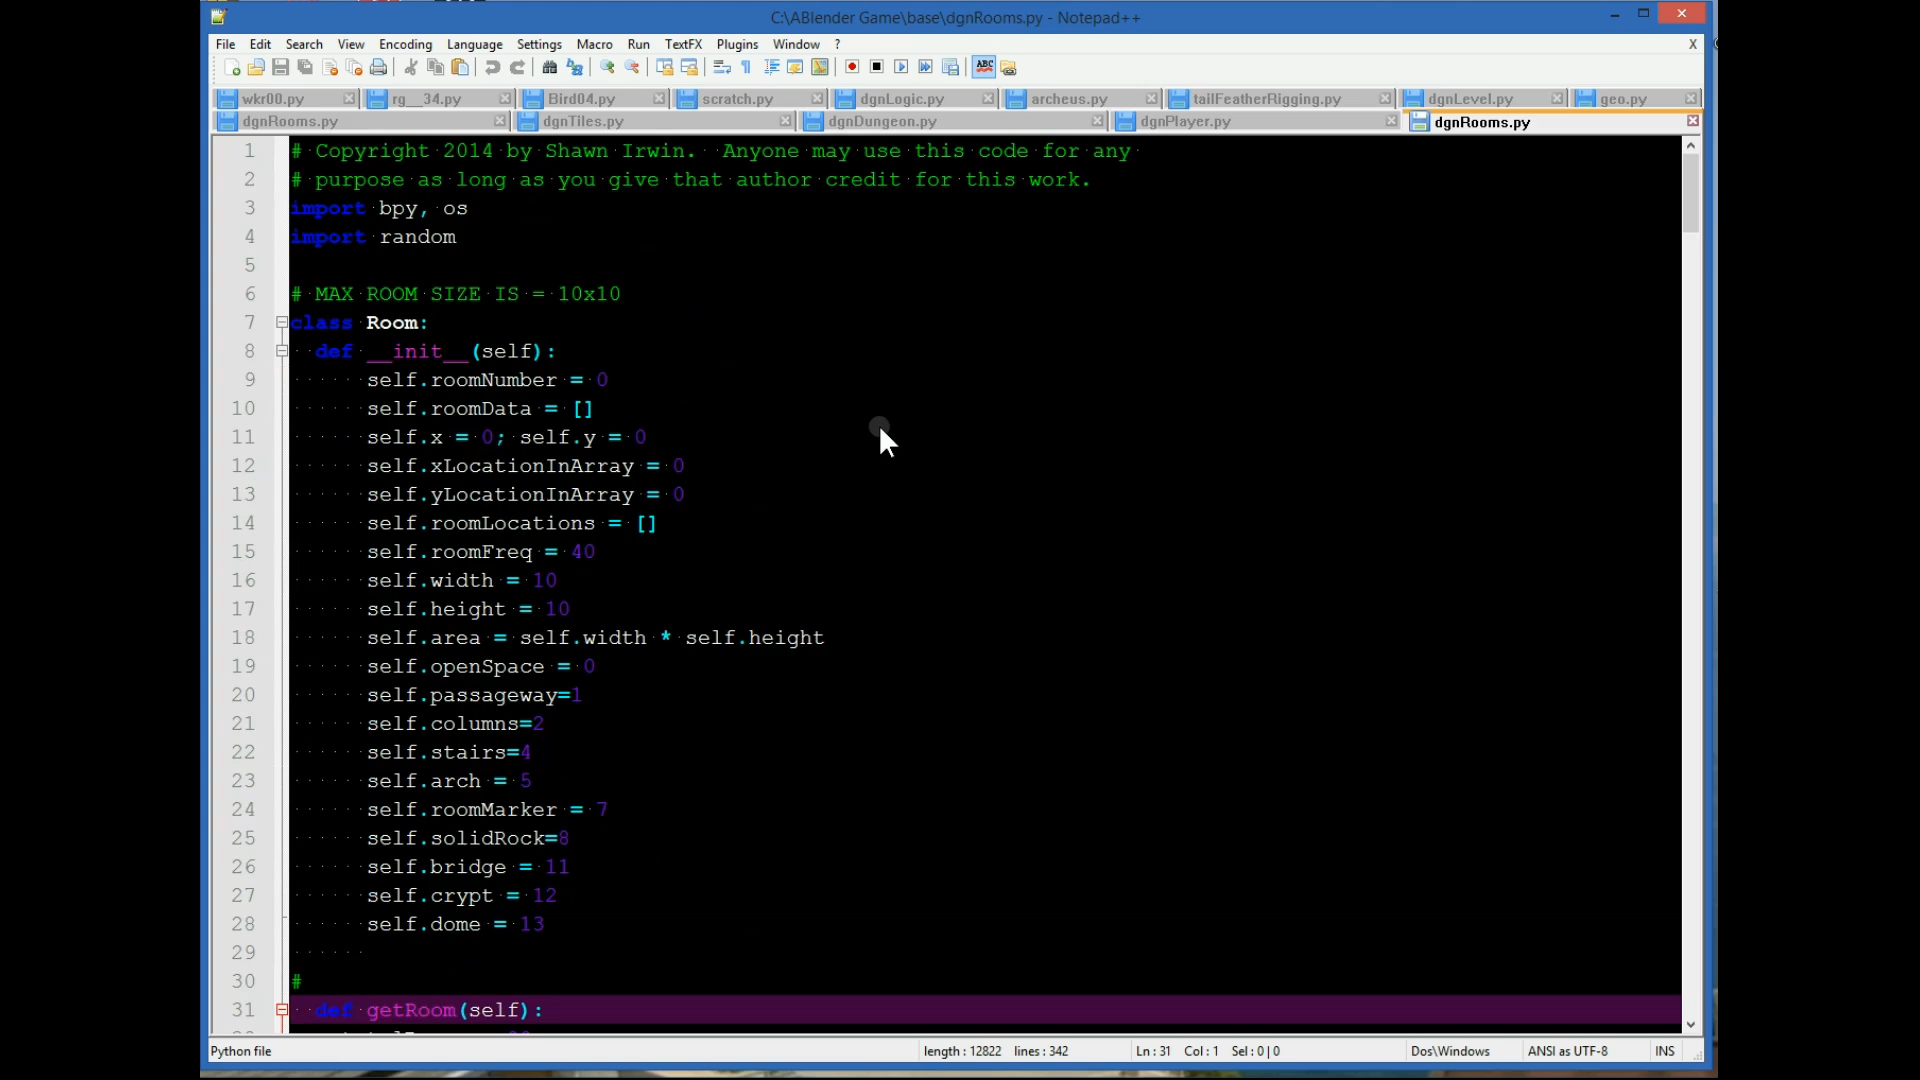 C:\ABlender Game\base\dgnRooms.py - Notepad++
File Edit Search View Encoding Language Settings Macro Run TextFX Plugins Window ? X
wkr00.py rg__34.py Bird04.py scratch.py dgnLogic.py archeus.py tailFeatherRigging.py dgnLevel.py geo.py
dgnRooms.py dgnTiles.py dgnDungeon.py dgnPlayer.py dgnRooms.py
1 # Copyright 2014 by Shawn Irwin.  Anyone may use this code for any
2 # purpose as long as you give that author credit for this work.
3 import bpy, os
4 import random
5
6 # MAX ROOM SIZE IS = 10x10
7 class Room:
8   def __init__(self):
9       self.roomNumber = 0
10       self.roomData = []
11       self.x = 0; self.y = 0
12       self.xLocationInArray = 0
13       self.yLocationInArray = 0
14       self.roomLocations = []
15       self.roomFreq = 40
16       self.width = 10
17       self.height = 10
18       self.area = self.width * self.height
19       self.openSpace = 0
20       self.passageway=1
21       self.columns=2
22       self.stairs=4
23       self.arch = 5
24       self.roomMarker = 7
25       self.solidRock=8
26       self.bridge = 11
27       self.crypt = 12
28       self.dome = 13
29
30 #
31   def getRoom(self):
Python file length : 12822 lines : 342 Ln : 31 Col : 1 Sel : 0 | 0 Dos\Windows ANSI as UTF-8 INS